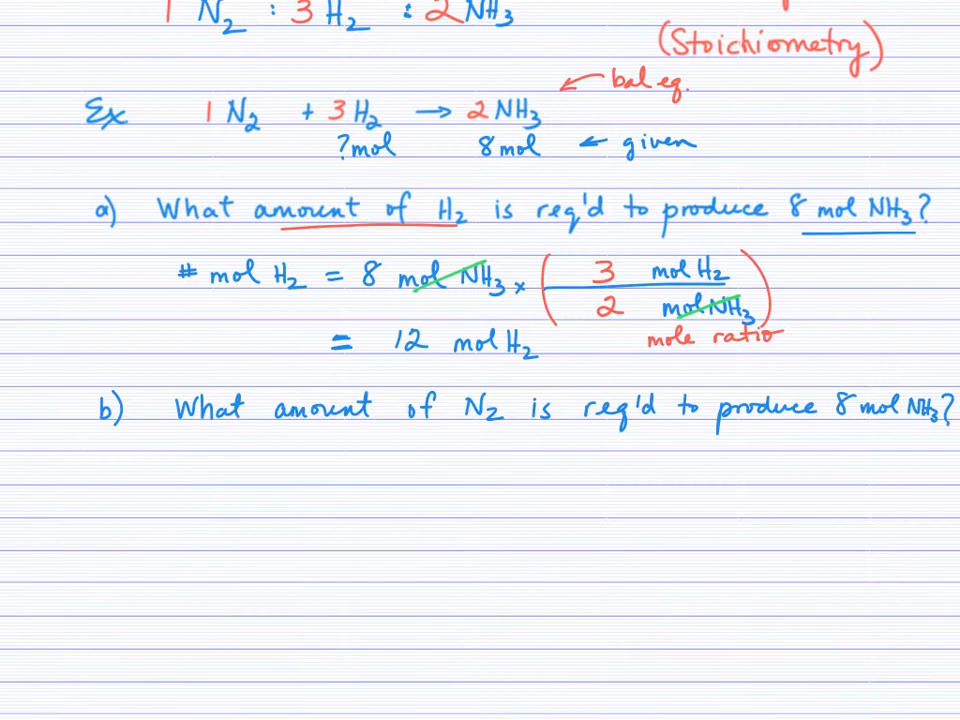 1 N₂ : 3 H₂ : 2 NH₃
(Stoichiometry)
← bal eq.
Ex 1 N₂ + 3 H₂ → 2 NH₃
? mol 8 mol ← given
a) What amount of H₂ is req'd to produce 8 mol NH₃?
# mol H₂ = 8 mol NH₃ × ( 3 mol H₂ / 2 mol NH₃ )
= 12 mol H₂ mole ratio
b) What amount of N₂ is req'd to produce 8 mol NH₃?